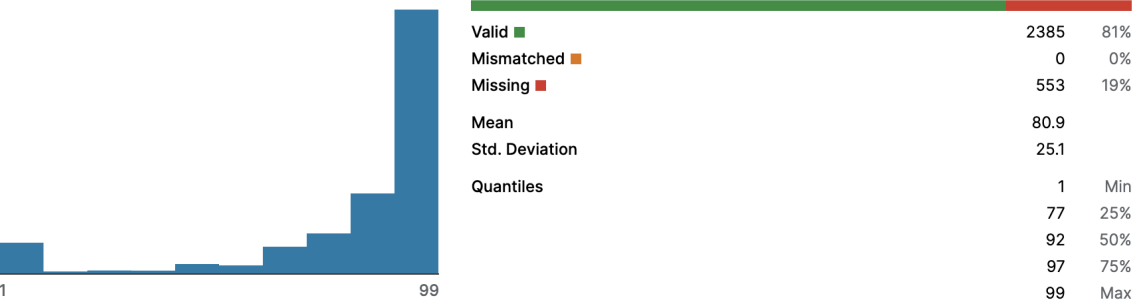 Valid 2385 81%
Mismatched 0 0%
Missing 553 19%
Mean 80.9
Std. Deviation 25.1
Quantiles 1 Min
77 25%
92 50%
97 75%
99 Max
1 99